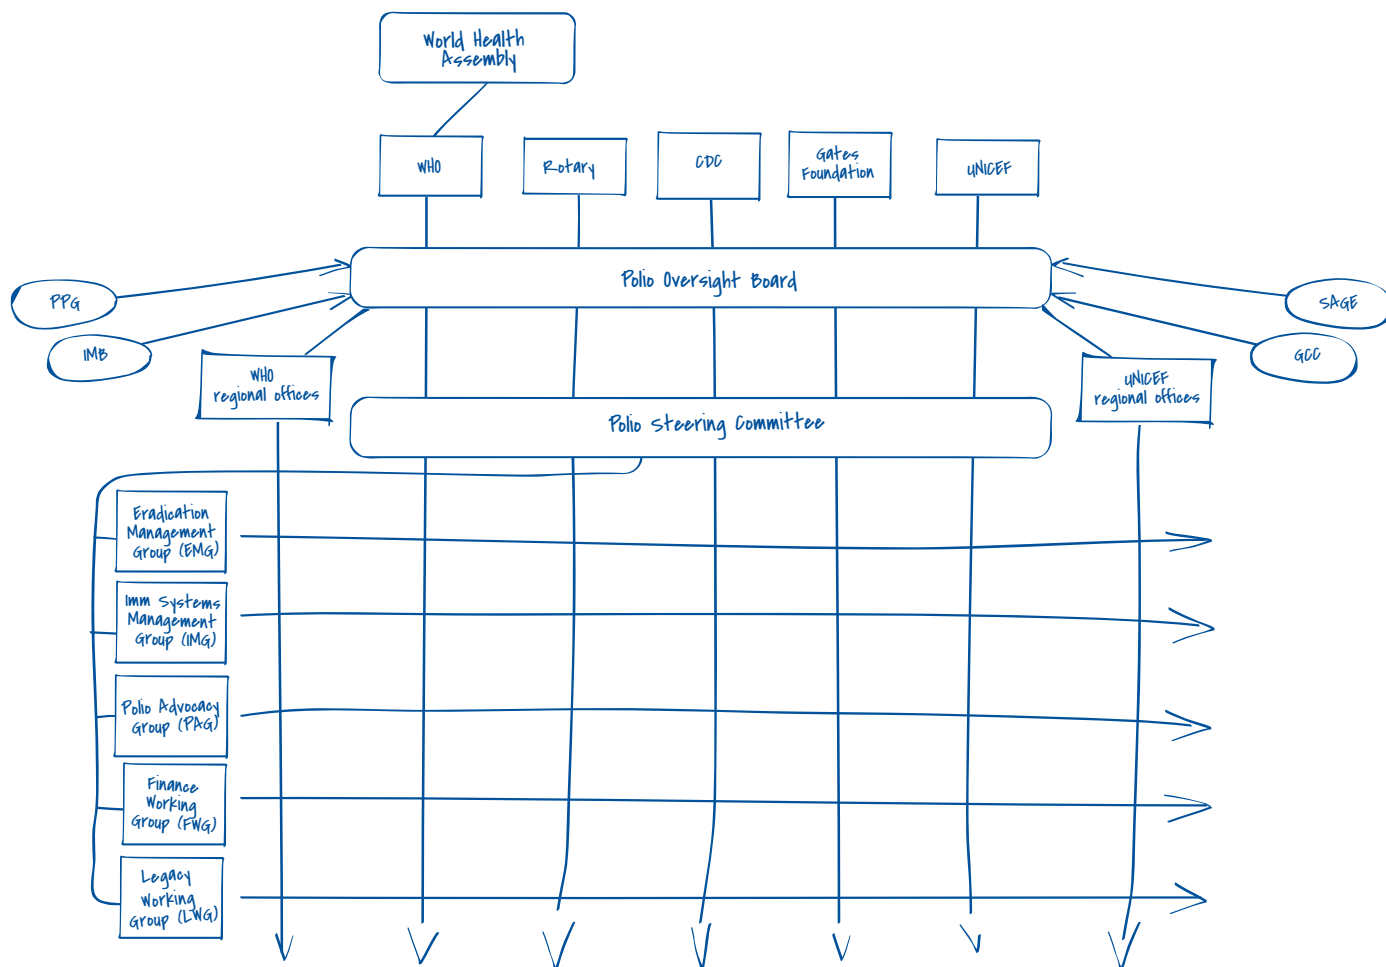 World Health
Assembly
WHO
Rotary
CDC
Gates
Foundation
UNICEF
Polio Oversight Board
PPG
SAGE
IMB
GCC
WHO
regional offices
UNICEF
regional offices
Polio Steering Committee
Eradication
Management
Group (EMG)
Imm Systems
Management
Group (IMG)
Polio Advocacy
Group (PAG)
Finance
Working
Group (FWG)
Legacy
Working
Group (LWG)